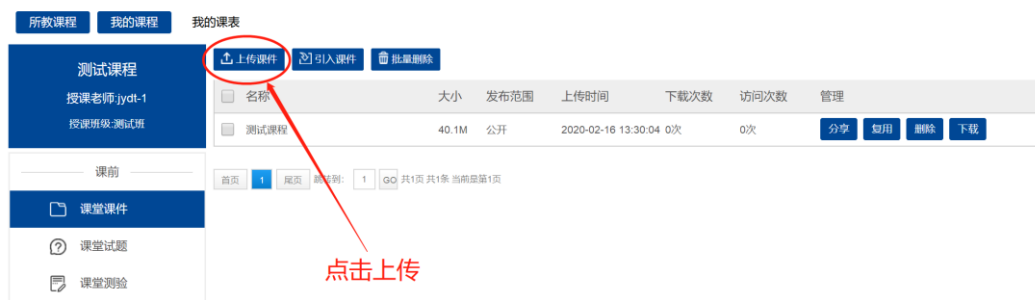 所教课程 我的课程 我的课表
测试课程
授课老师:jydt-1
授课班级:测试班
上传课件 引入课件 批量删除
名称 大小 发布范围 上传时间 下载次数 访问次数 管理
测试课程 40.1M 公开 2020-02-16 13:30:04 0次 0次 分享 复用 删除 下载
首页 1 尾页 跳转到: 1 GO 共1页 共1条 当前是第1页
课前
课堂课件
课堂试题
课堂测验
点击上传